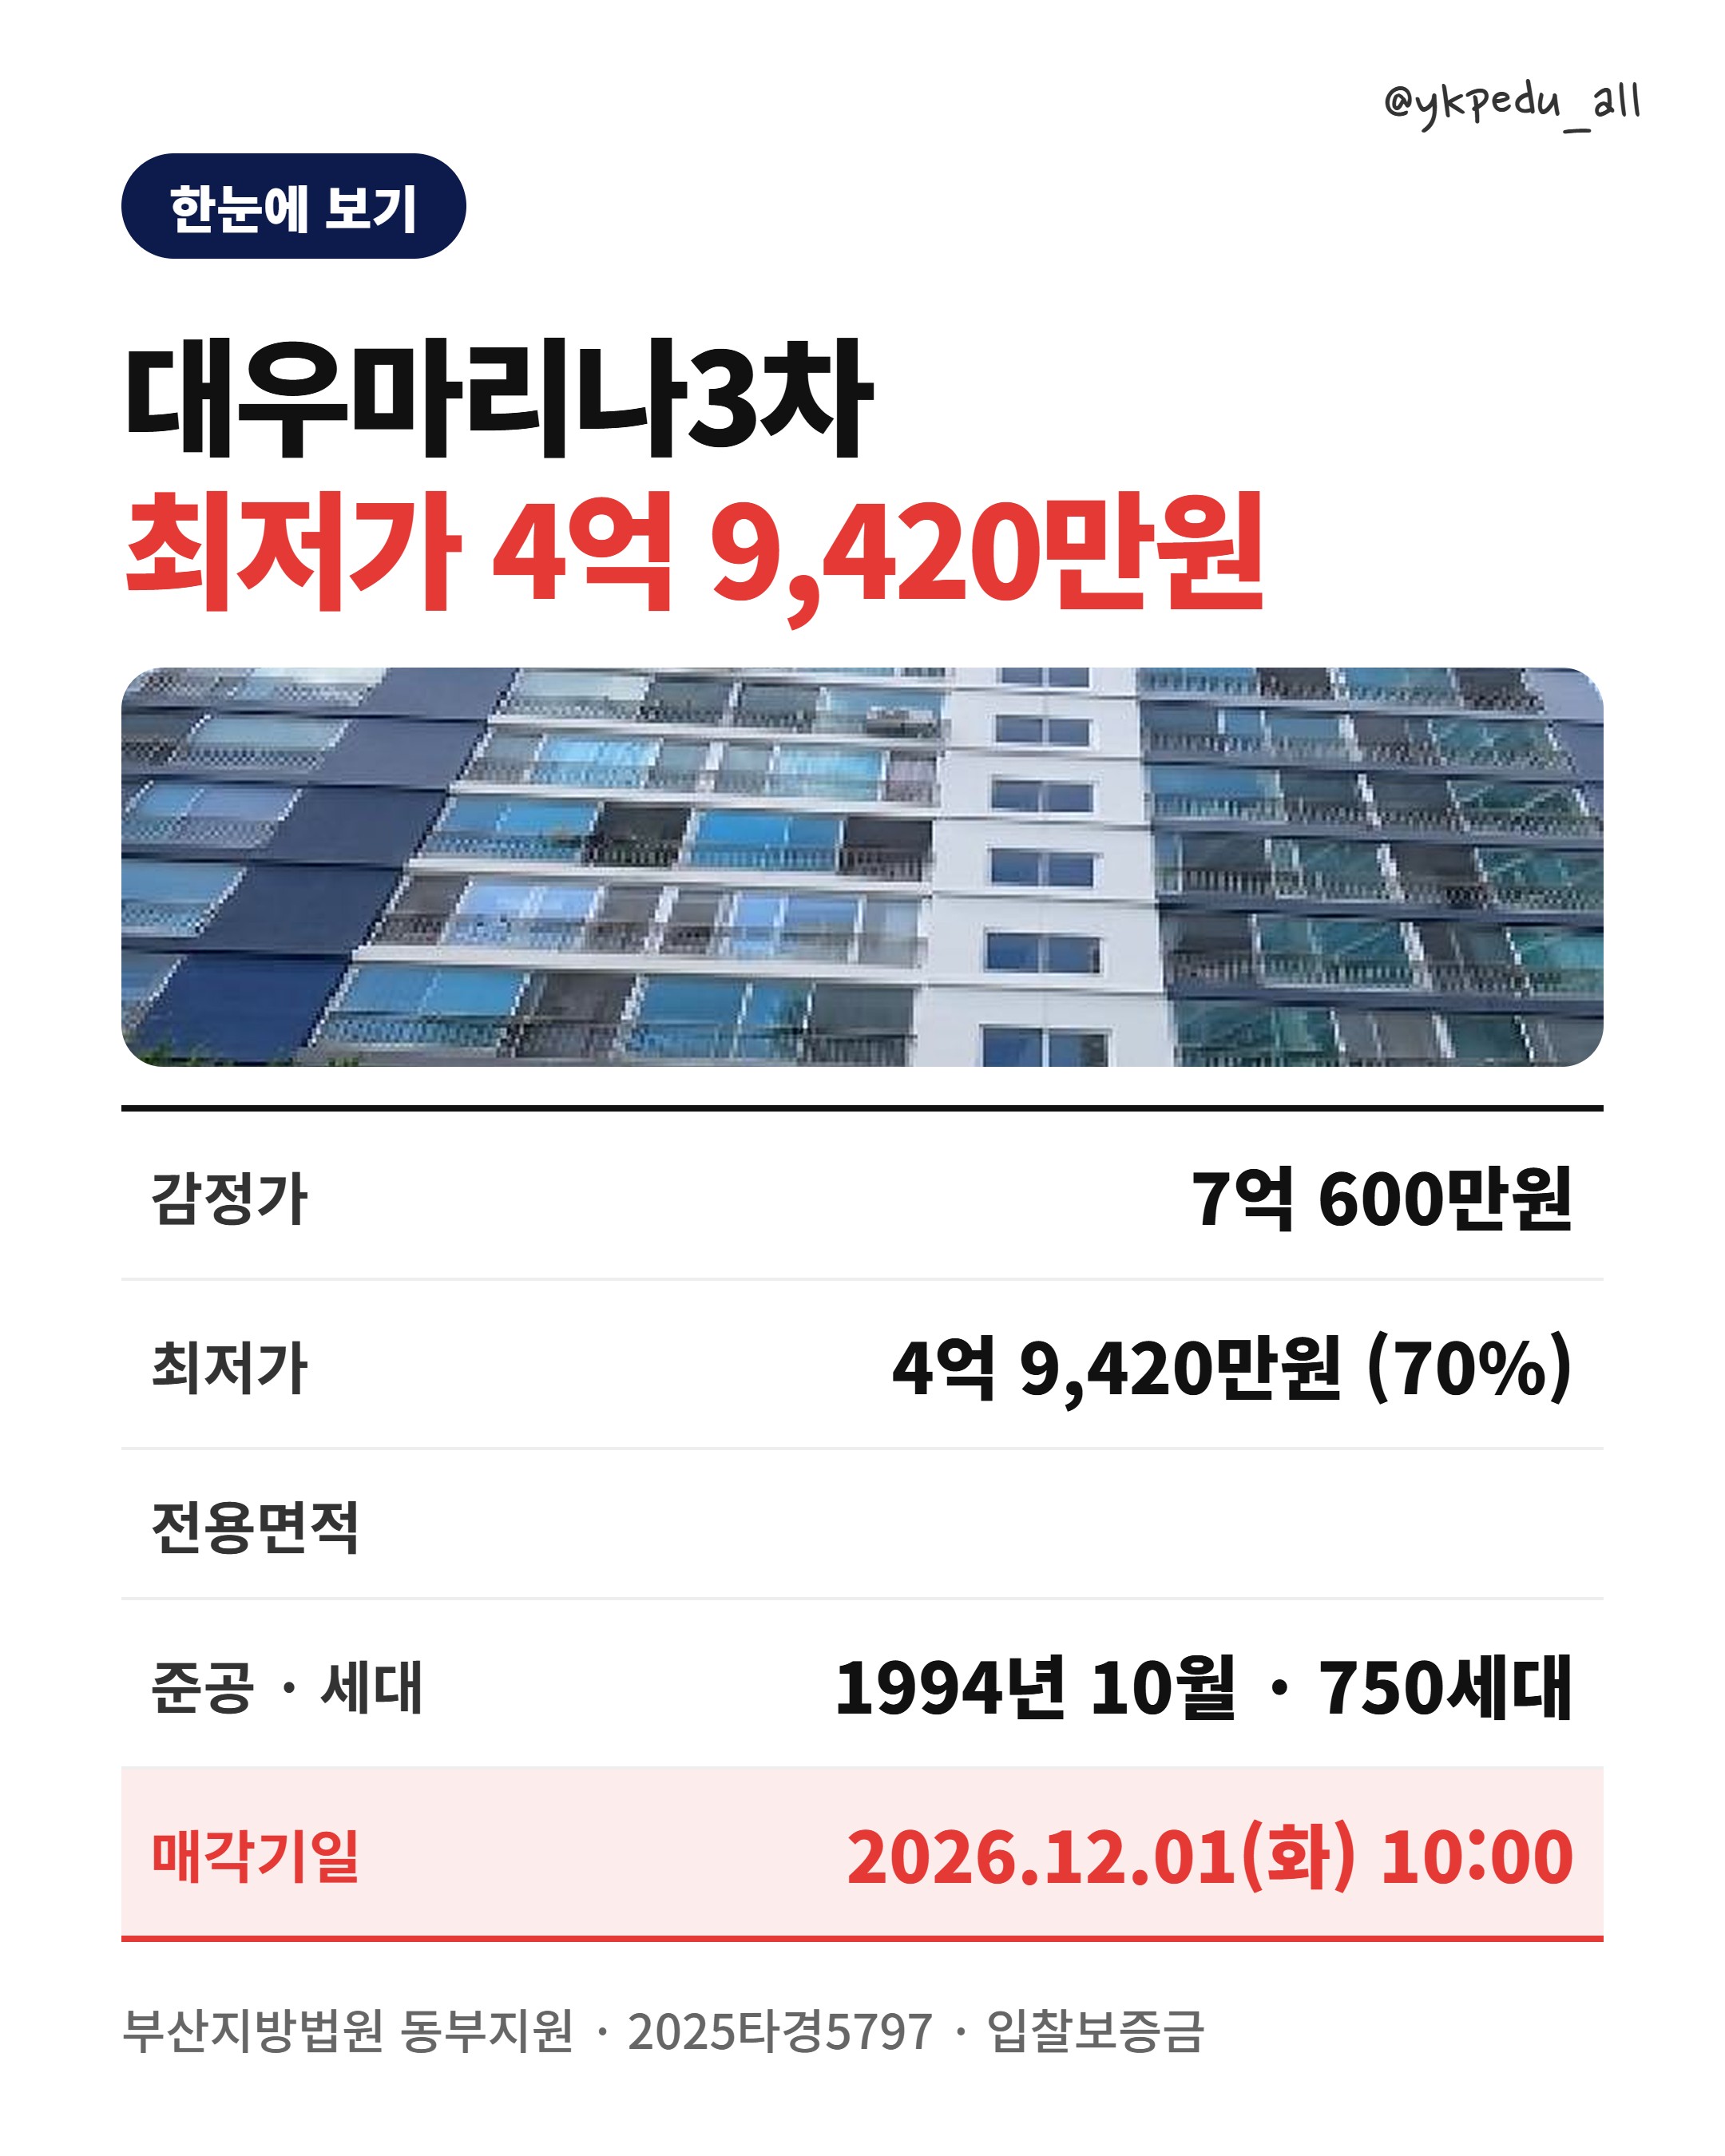 @ykpedu_all
한눈에 보기
대우마리나3차
최저가 4억 9,420만원
감정가 7억 600만원
최저가 4억 9,420만원 (70%)
전용면적
준공 · 세대 1994년 10월 · 750세대
매각기일 2026.12.01(화) 10:00
부산지방법원 동부지원 · 2025타경5797 · 입찰보증금